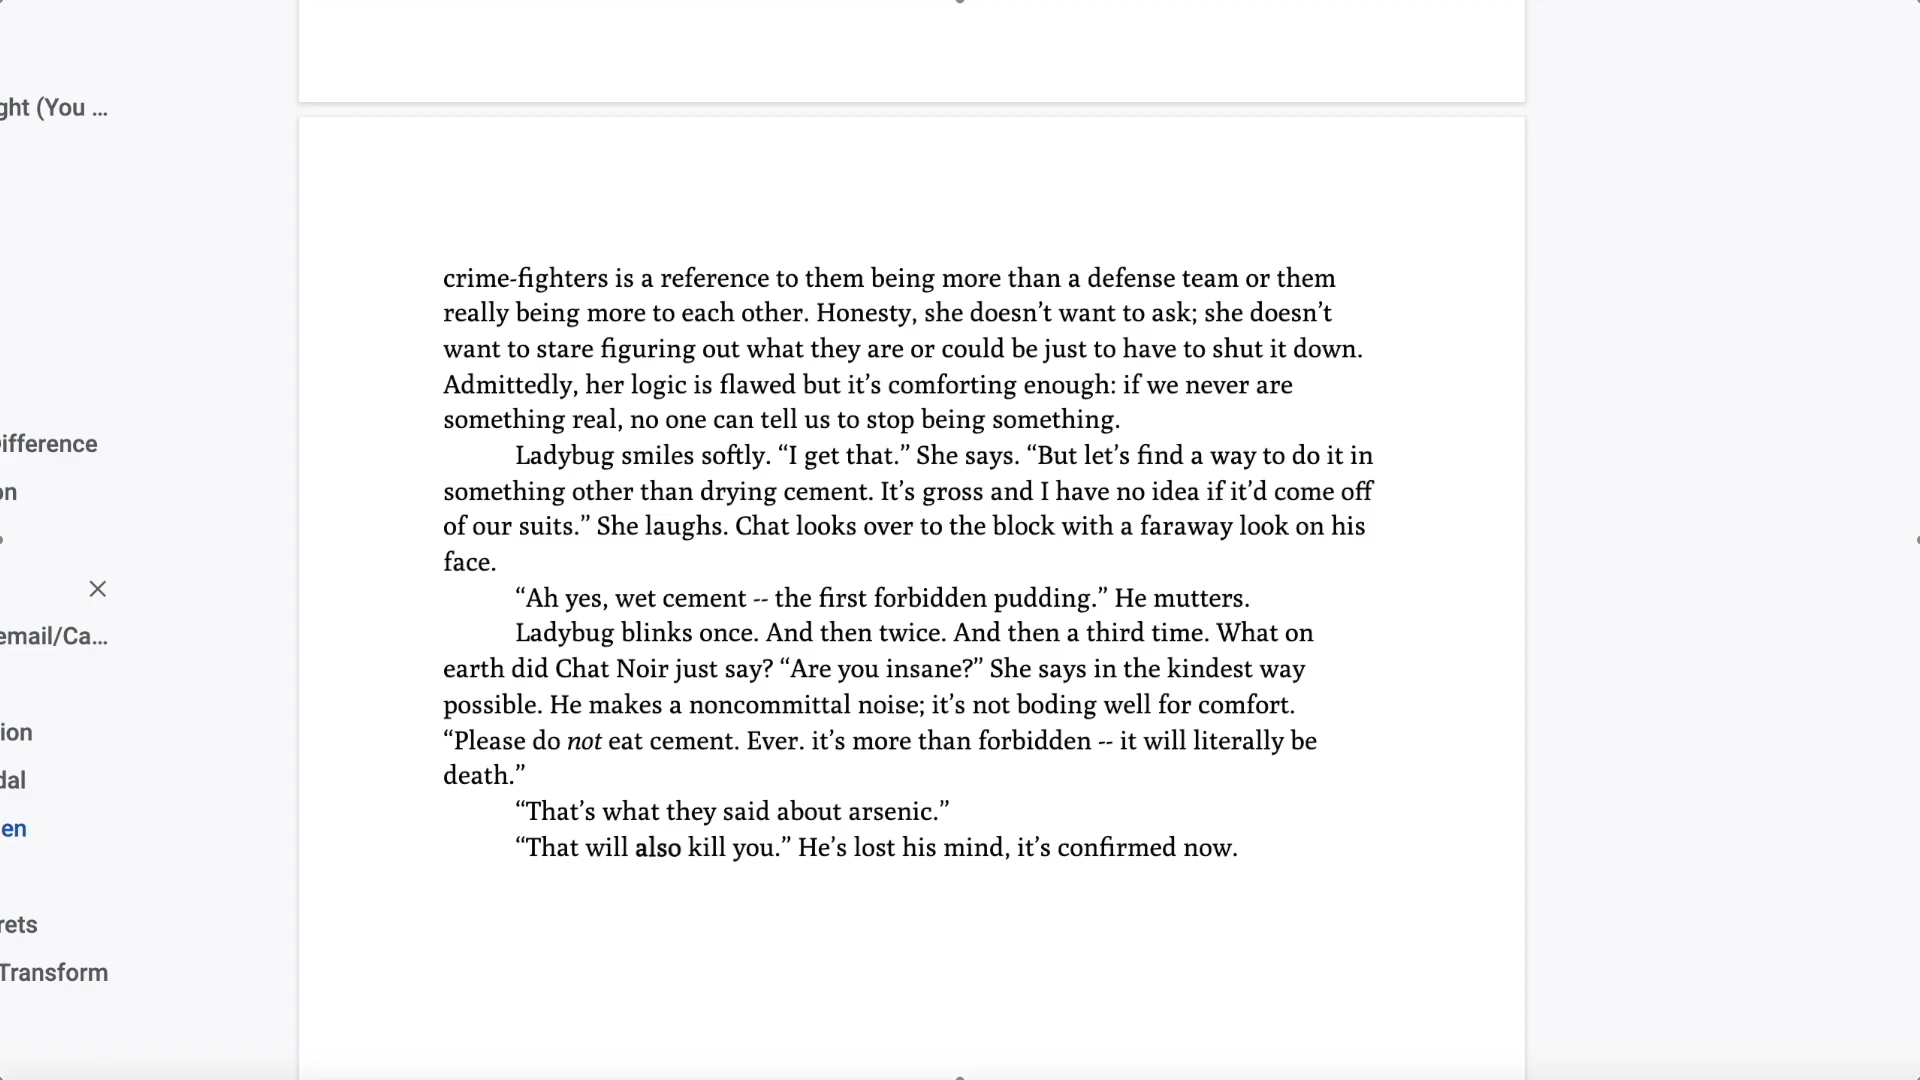 ght (You ...
ifference
on
email/Ca...
ion
dal
en
rets
Transform
crime-fighters is a reference to them being more than a defense team or them
really being more to each other. Honesty, she doesn’t want to ask; she doesn’t
want to stare figuring out what they are or could be just to have to shut it down.
Admittedly, her logic is flawed but it’s comforting enough: if we never are
something real, no one can tell us to stop being something.
Ladybug smiles softly. “I get that.” She says. “But let’s find a way to do it in
something other than drying cement. It’s gross and I have no idea if it’d come off
of our suits.” She laughs. Chat looks over to the block with a faraway look on his
face.
“Ah yes, wet cement -- the first forbidden pudding.” He mutters.
Ladybug blinks once. And then twice. And then a third time. What on
earth did Chat Noir just say? “Are you insane?” She says in the kindest way
possible. He makes a noncommittal noise; it’s not boding well for comfort.
“Please do not eat cement. Ever. it’s more than forbidden -- it will literally be
death.”
“That’s what they said about arsenic.”
“That will also kill you.” He’s lost his mind, it’s confirmed now.